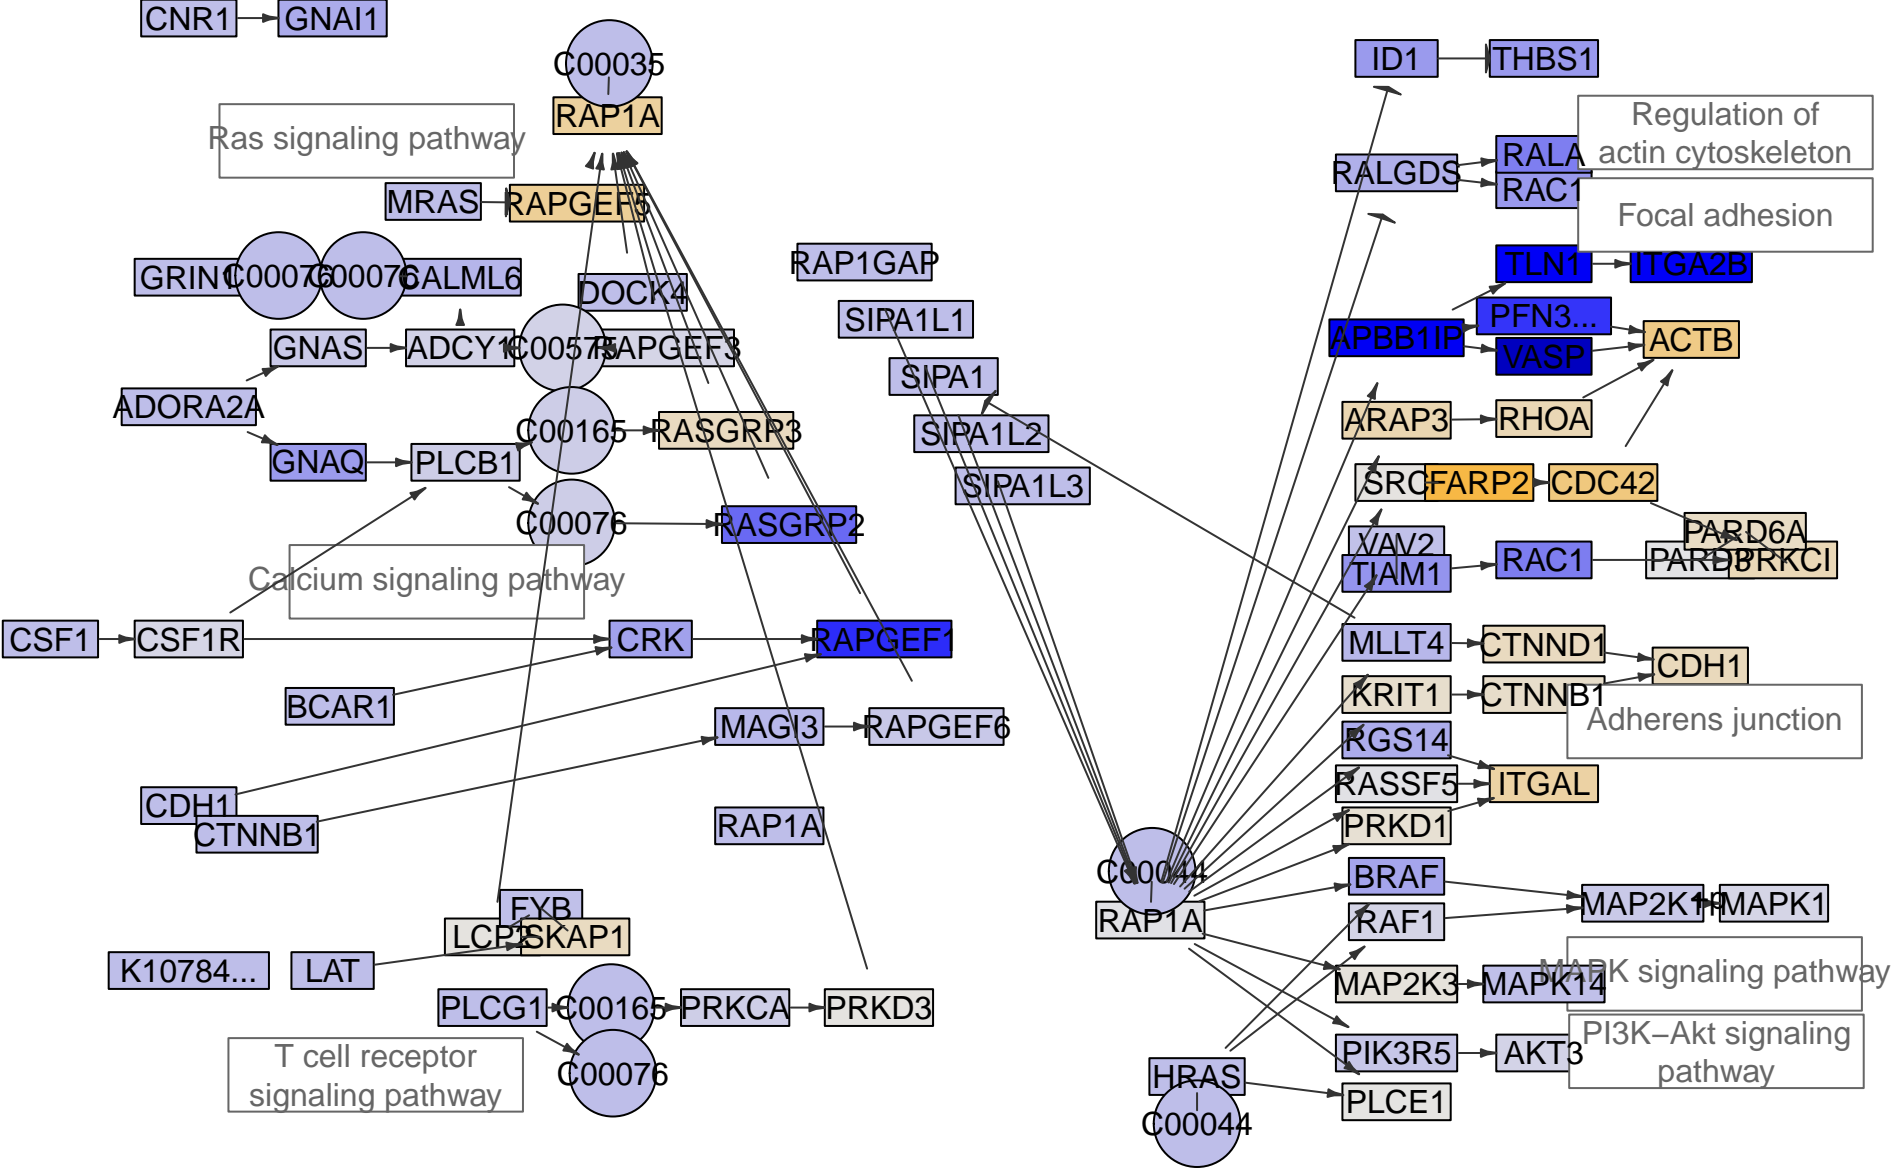 CNR1
GNAI1
C00035
RAP1A
Ras signaling pathway
MRAS
RAPGEF5
GRIN1
C00076
C00076
CALML6
DOCK4
GNAS
ADCY1
C00575
RAPGEF3
ADORA2A
GNAQ
PLCB1
C00165
RASGRP3
C00076
RASGRP2
Calcium signaling pathway
CSF1
CSF1R
CRK
RAPGEF1
BCAR1
MAGI3
RAPGEF6
CDH1
CTNNB1
RAP1A
FYB
LCP2
SKAP1
K10784...
LAT
PLCG1
C00165
PRKCA
PRKD3
C00076
T cell receptor
signaling pathway
RAP1GAP
SIPA1L1
SIPA1
SIPA1L2
SIPA1L3
C00044
RAP1A
HRAS
C00044
ID1
THBS1
Regulation of
actin cytoskeleton
RALGDS
RALA
RAC1
Focal adhesion
TLN1
ITGA2B
APBB1IP
PFN3...
VASP
ACTB
ARAP3
RHOA
SRC
FARP2
CDC42
VAV2
TIAM1
RAC1
PARD6A
PARD3
PRKCI
MLLT4
CTNND1
CDH1
KRIT1
CTNNB1
Adherens junction
RGS14
RASSF5
ITGAL
PRKD1
BRAF
RAF1
MAP2K1
+p
MAPK1
MAP2K3
MAPK14
MAPK signaling pathway
PIK3R5
AKT3
PI3K−Akt signaling
pathway
PLCE1